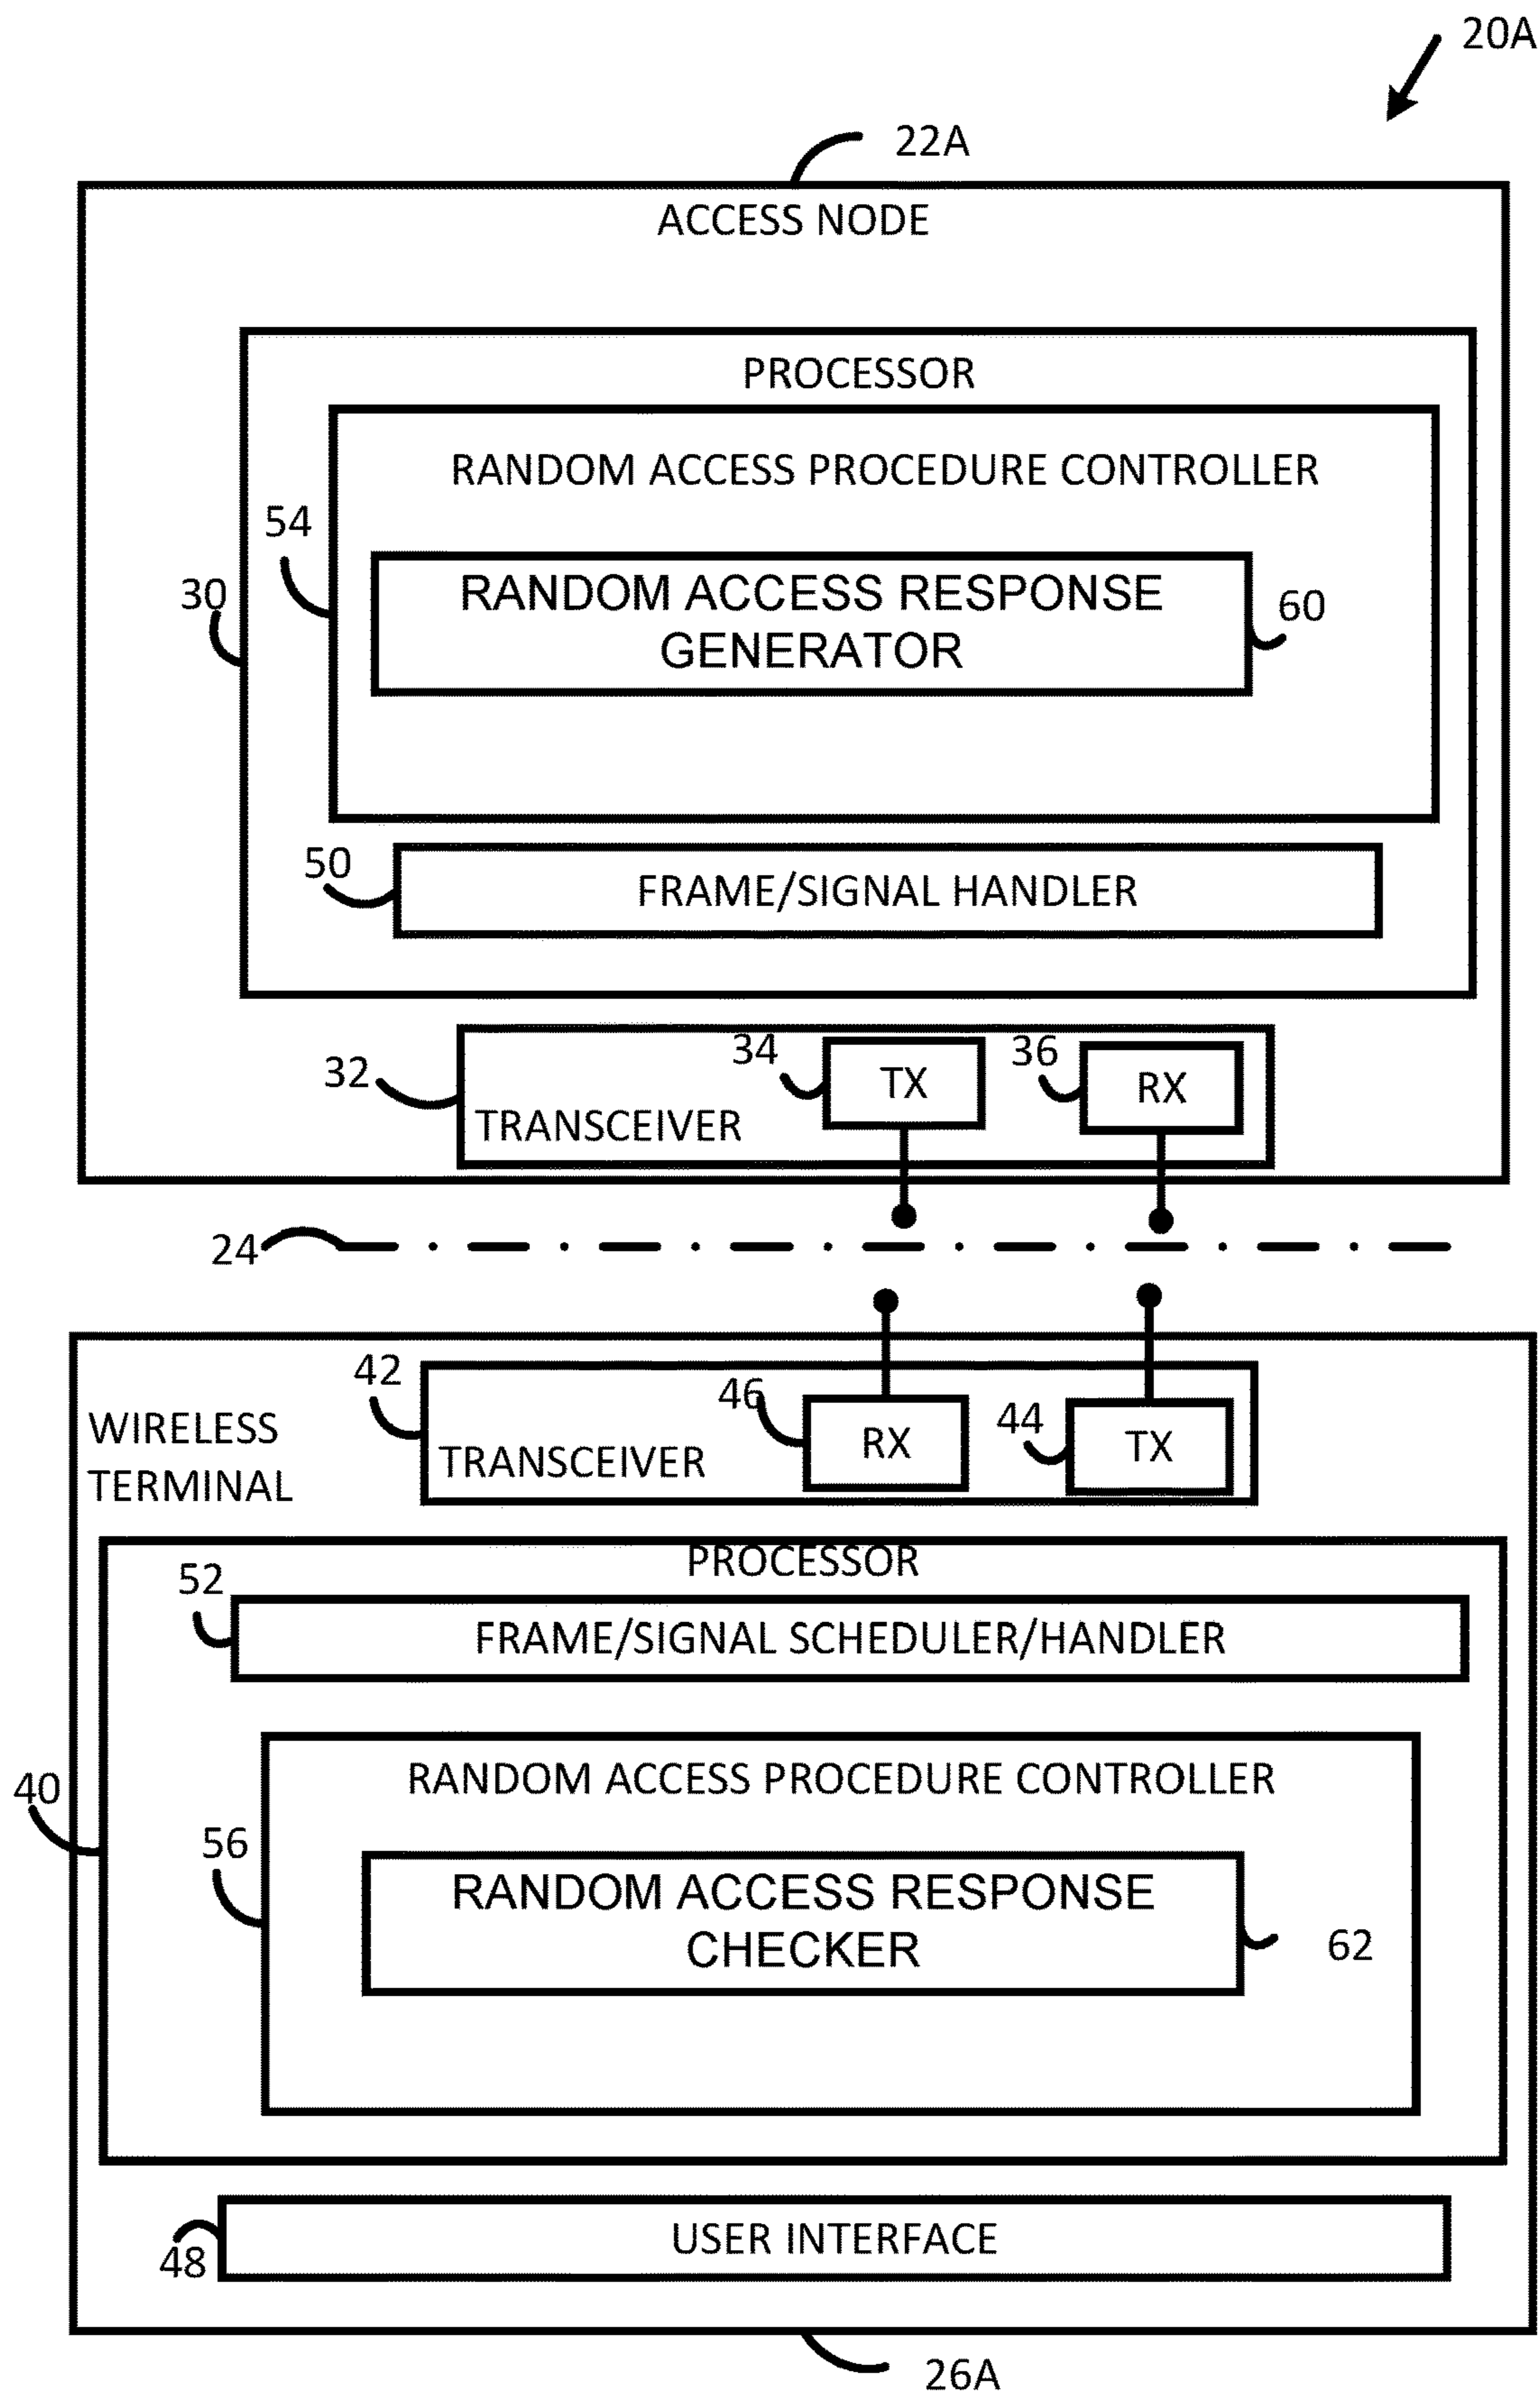 20A
22A
ACCESS NODE
PROCESSOR
RANDOM ACCESS PROCEDURE CONTROLLER
54
30
RANDOM ACCESS RESPONSE
GENERATOR
60
50
FRAME/SIGNAL HANDLER
32
TRANSCEIVER
34
TX
36
RX
24
WIRELESS
TERMINAL
42
TRANSCEIVER
46
RX
44
TX
PROCESSOR
52
FRAME/SIGNAL SCHEDULER/HANDLER
40
RANDOM ACCESS PROCEDURE CONTROLLER
56
RANDOM ACCESS RESPONSE
CHECKER
62
48
USER INTERFACE
26A